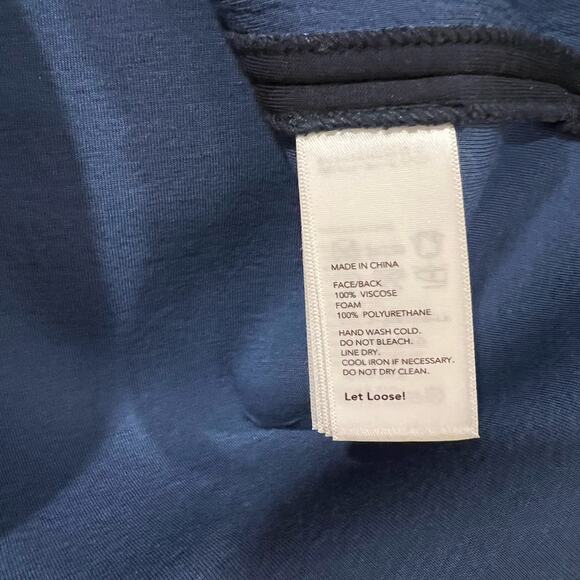 MADE IN CHINA
FACE/BACK
100% VISCOSE
FOAM
100% POLYURETHANE
HAND WASH COLD.
DO NOT BLEACH.
LINE DRY.
COOL IRON IF NECESSARY.
DO NOT DRY CLEAN.
Let Loose!